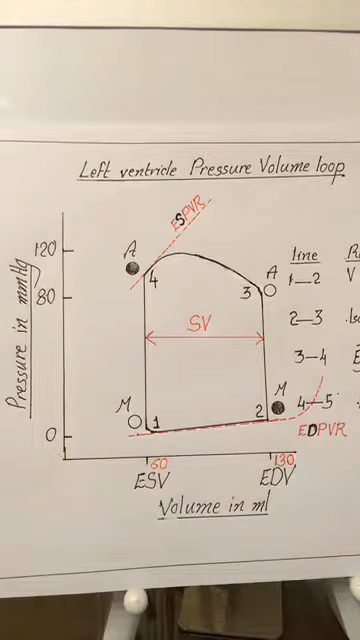 Left ventricle Pressure Volume loop
ESPVR
120
A
4
A
3
80
Pressure in mmHg
SV
M
1
2
M
0
EDPVR
60
130
ESV
EDV
Volume in ml
line
1—2
V
2—3
3—4
4—5